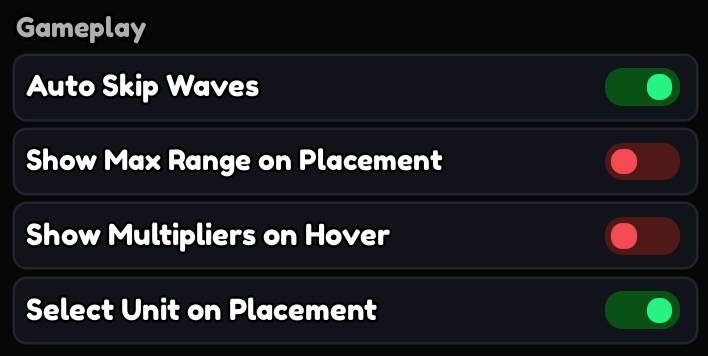 Gameplay
Auto Skip Waves
Show Max Range on Placement
Show Multipliers on Hover
Select Unit on Placement